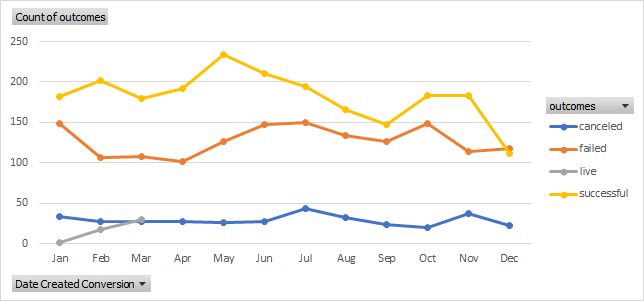 Count of outcomes
250
200
150
100
50
0
Jan Feb Mar Apr May Jun Jul Aug Sep Oct Nov Dec
outcomes
canceled
failed
live
successful
Date Created Conversion